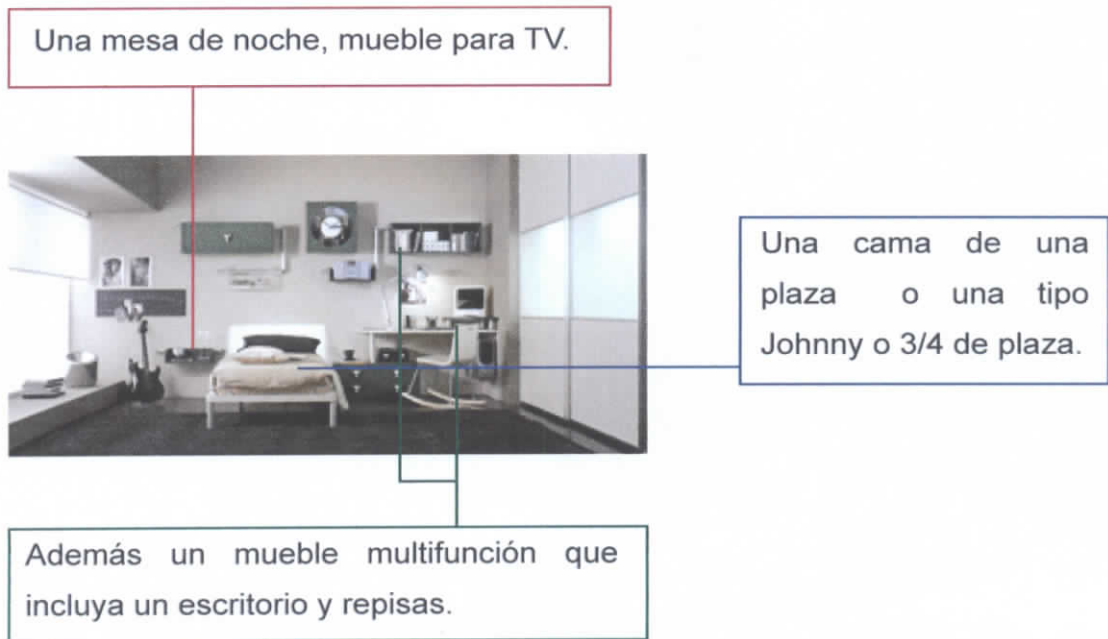 Una mesa de noche, mueble para TV.
Una cama de una
plaza o una tipo
Johnny o 3/4 de plaza.
Además un mueble multifunción que
incluya un escritorio y repisas.